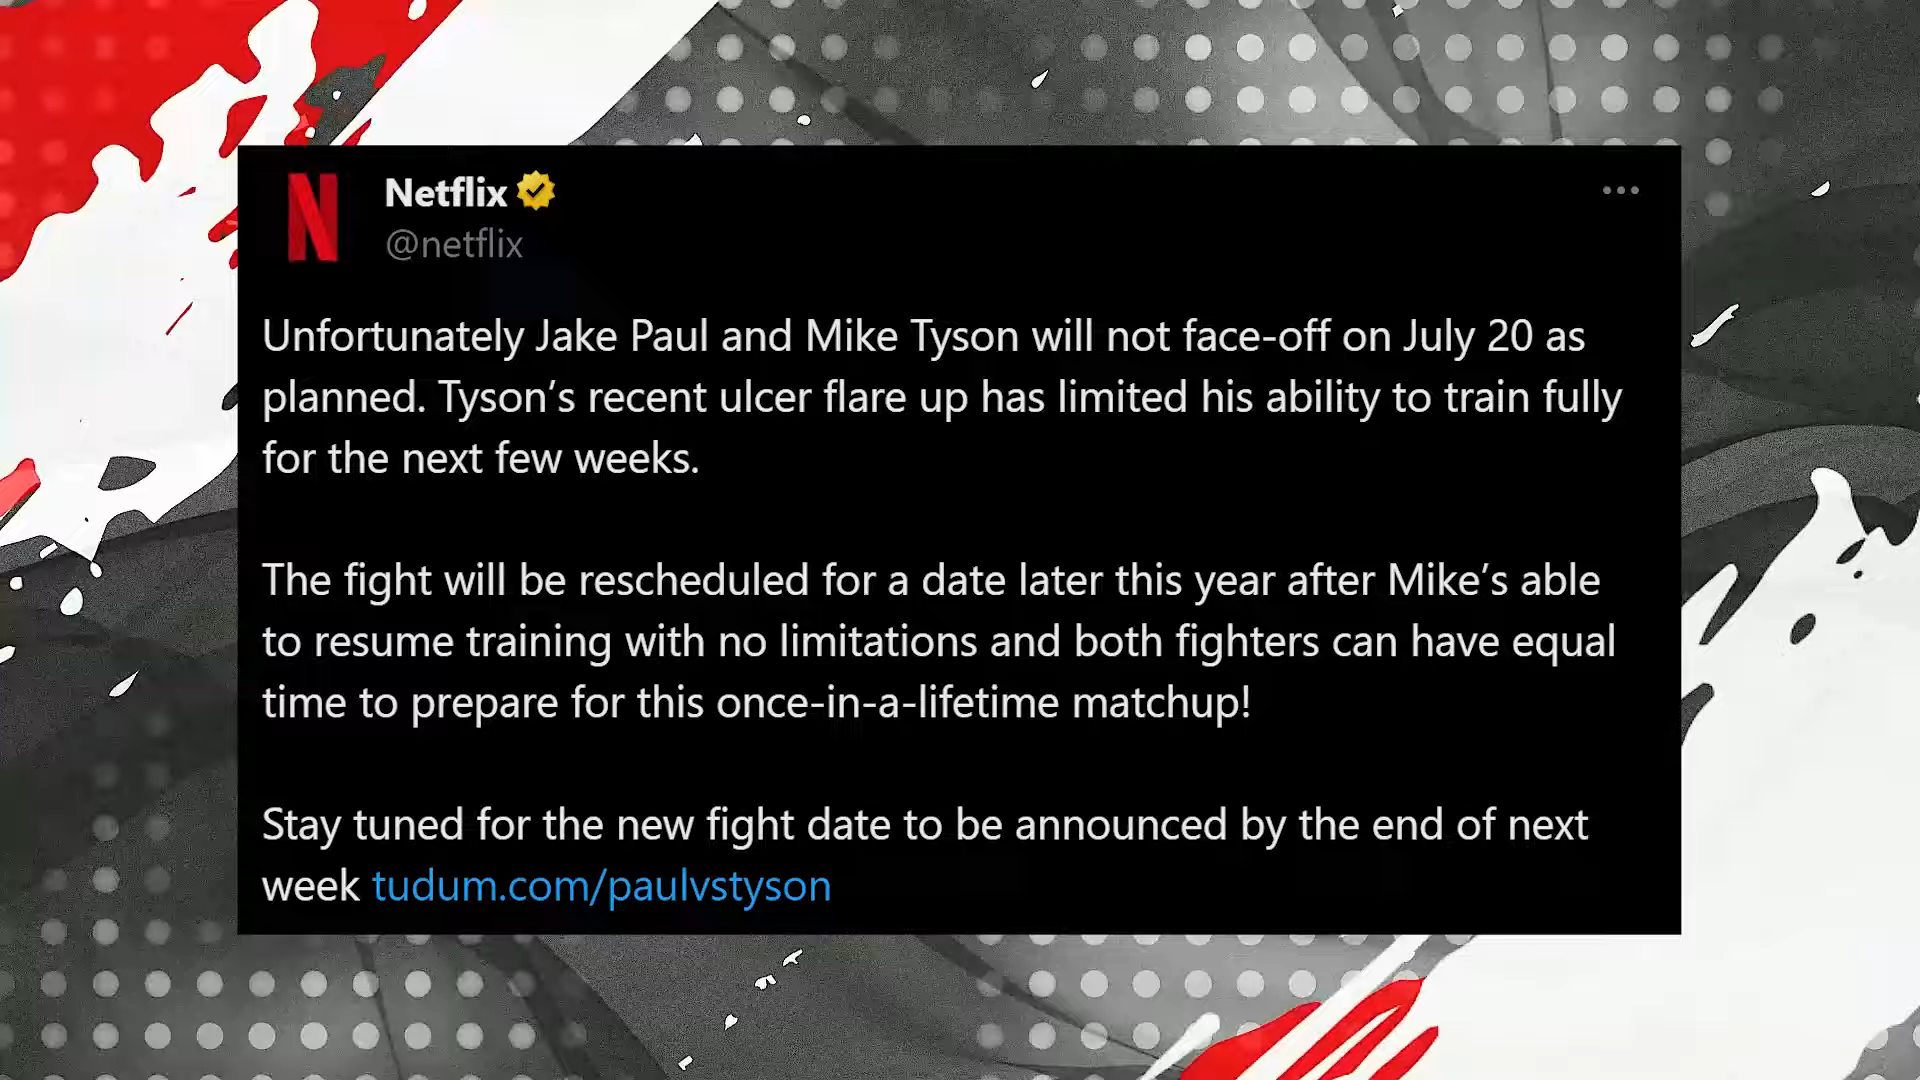 Netflix
@netflix
Unfortunately Jake Paul and Mike Tyson will not face-off on July 20 as
planned. Tyson’s recent ulcer flare up has limited his ability to train fully
for the next few weeks.
The fight will be rescheduled for a date later this year after Mike’s able
to resume training with no limitations and both fighters can have equal
time to prepare for this once-in-a-lifetime matchup!
Stay tuned for the new fight date to be announced by the end of next
week tudum.com/paulvstyson